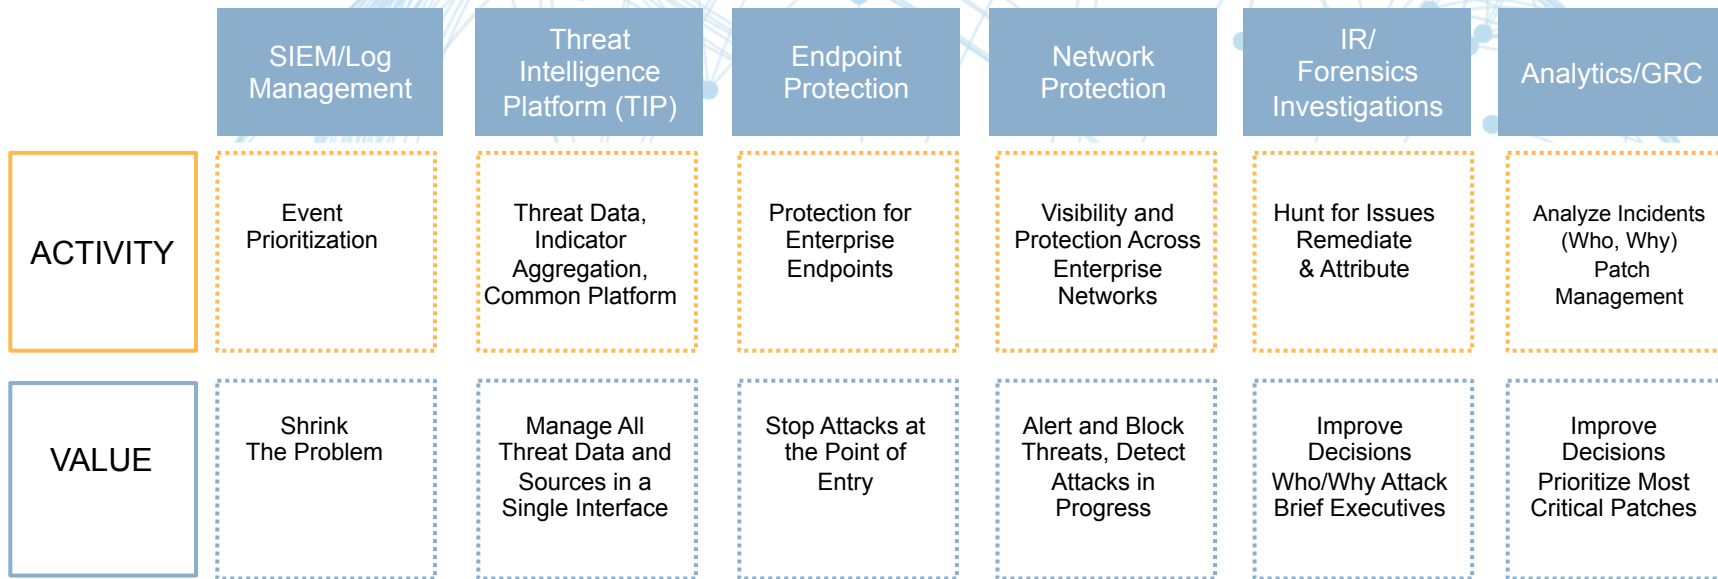 SIEM/Log
Management
Threat
Intelligence
Platform (TIP)
Endpoint
Protection
Network
Protection
IR/
Forensics
Investigations
Analytics/GRC
ACTIVITY
Event
Prioritization
Threat Data,
Indicator
Aggregation,
Common Platform
Protection for
Enterprise
Endpoints
Visibility and
Protection Across
Enterprise
Networks
Hunt for Issues
Remediate
& Attribute
Analyze Incidents
(Who, Why)
Patch
Management
VALUE
Shrink
The Problem
Manage All
Threat Data and
Sources in a
Single Interface
Stop Attacks at
the Point of
Entry
Alert and Block
Threats, Detect
Attacks in
Progress
Improve
Decisions
Who/Why Attack
Brief Executives
Improve
Decisions
Prioritize Most
Critical Patches